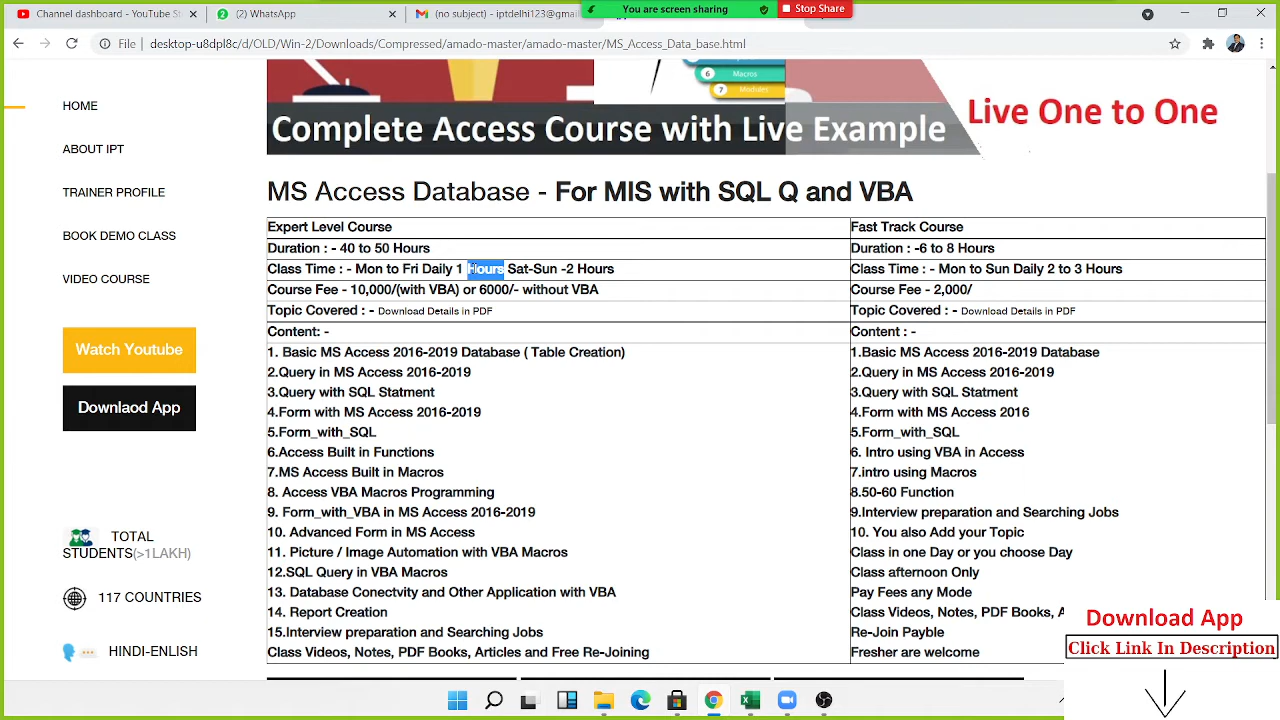 Channel dashboard - YouTube St
(2) WhatsApp
(no subject) - iptdelhi123@gmai
You are screen sharing
Stop Share
File
desktop-u8dpl8c/d/OLD/Win-2/Downloads/Compressed/amado-master/amado-master/MS_Access_Data_base.html
HOME
ABOUT IPT
TRAINER PROFILE
BOOK DEMO CLASS
VIDEO COURSE
Watch Youtube
Downlaod App
TOTAL
STUDENTS(>1LAKH)
117 COUNTRIES
HINDI-ENLISH
6 Macros
7 Modules
Complete Access Course with Live Example
Live One to One
MS Access Database - For MIS with SQL Q and VBA
Expert Level Course
Duration : - 40 to 50 Hours
Class Time : - Mon to Fri Daily 1 Hours Sat-Sun -2 Hours
Course Fee - 10,000/(with VBA) or 6000/- without VBA
Topic Covered : - Download Details in PDF
Content: -
1. Basic MS Access 2016-2019 Database ( Table Creation)
2.Query in MS Access 2016-2019
3.Query with SQL Statment
4.Form with MS Access 2016-2019
5.Form_with_SQL
6.Access Built in Functions
7.MS Access Built in Macros
8. Access VBA Macros Programming
9. Form_with_VBA in MS Access 2016-2019
10. Advanced Form in MS Access
11. Picture / Image Automation with VBA Macros
12.SQL Query in VBA Macros
13. Database Conectvity and Other Application with VBA
14. Report Creation
15.Interview preparation and Searching Jobs
Class Videos, Notes, PDF Books, Articles and Free Re-Joining
Fast Track Course
Duration : -6 to 8 Hours
Class Time : - Mon to Sun Daily 2 to 3 Hours
Course Fee - 2,000/
Topic Covered : - Download Details in PDF
Content : -
1.Basic MS Access 2016-2019 Database
2.Query in MS Access 2016-2019
3.Query with SQL Statment
4.Form with MS Access 2016
5.Form_with_SQL
6. Intro using VBA in Access
7.intro using Macros
8.50-60 Function
9.Interview preparation and Searching Jobs
10. You also Add your Topic
Class in one Day or you choose Day
Class afternoon Only
Pay Fees any Mode
Class Videos, Notes, PDF Books, A
Re-Join Payble
Fresher are welcome
Download App
Click Link In Description